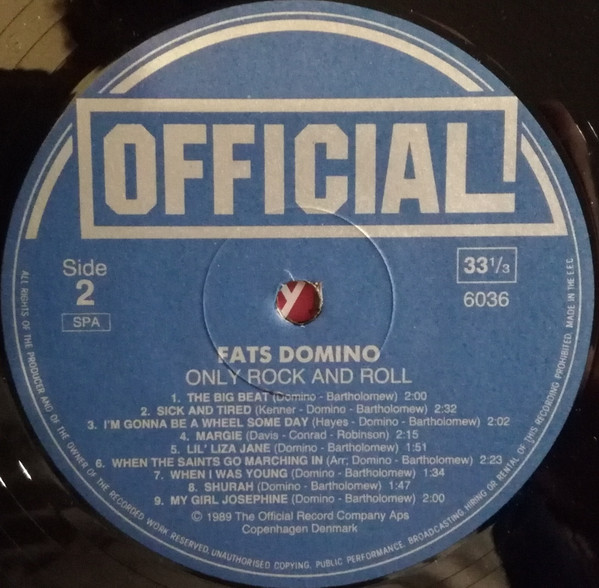 OFFICIAL
Side
2
SPA
33 1/3
6036
FATS DOMINO
ONLY ROCK AND ROLL
1. THE BIG BEAT (Domino - Bartholomew) 2:00
2. SICK AND TIRED (Kenner - Domino - Bartholomew) 2:32
3. I'M GONNA BE A WHEEL SOME DAY (Hayes - Domino - Bartholomew) 2:02
4. MARGIE (Davis - Conrad - Robinson) 2:15
5. LIL' LIZA JANE (Domino - Bartholomew) 1:51
6. WHEN THE SAINTS GO MARCHING IN (Arr; Domino - Bartholomew) 2:23
7. WHEN I WAS YOUNG (Domino - Bartholomew) 1:34
8. SHURAH (Domino - Bartholomew) 1:47
9. MY GIRL JOSEPHINE (Domino - Bartholomew) 2:00
© 1989 The Official Record Company Aps
Copenhagen Denmark
ALL RIGHTS OF THE PRODUCER AND OF THE OWNER OF THE RECORDED WORK RESERVED. UNAUTHORISED COPYING, PUBLIC PERFORMANCE, BROADCASTING, HIRING OR RENTAL OF THIS RECORDING PROHIBITED. MADE IN THE E.E.C.
y